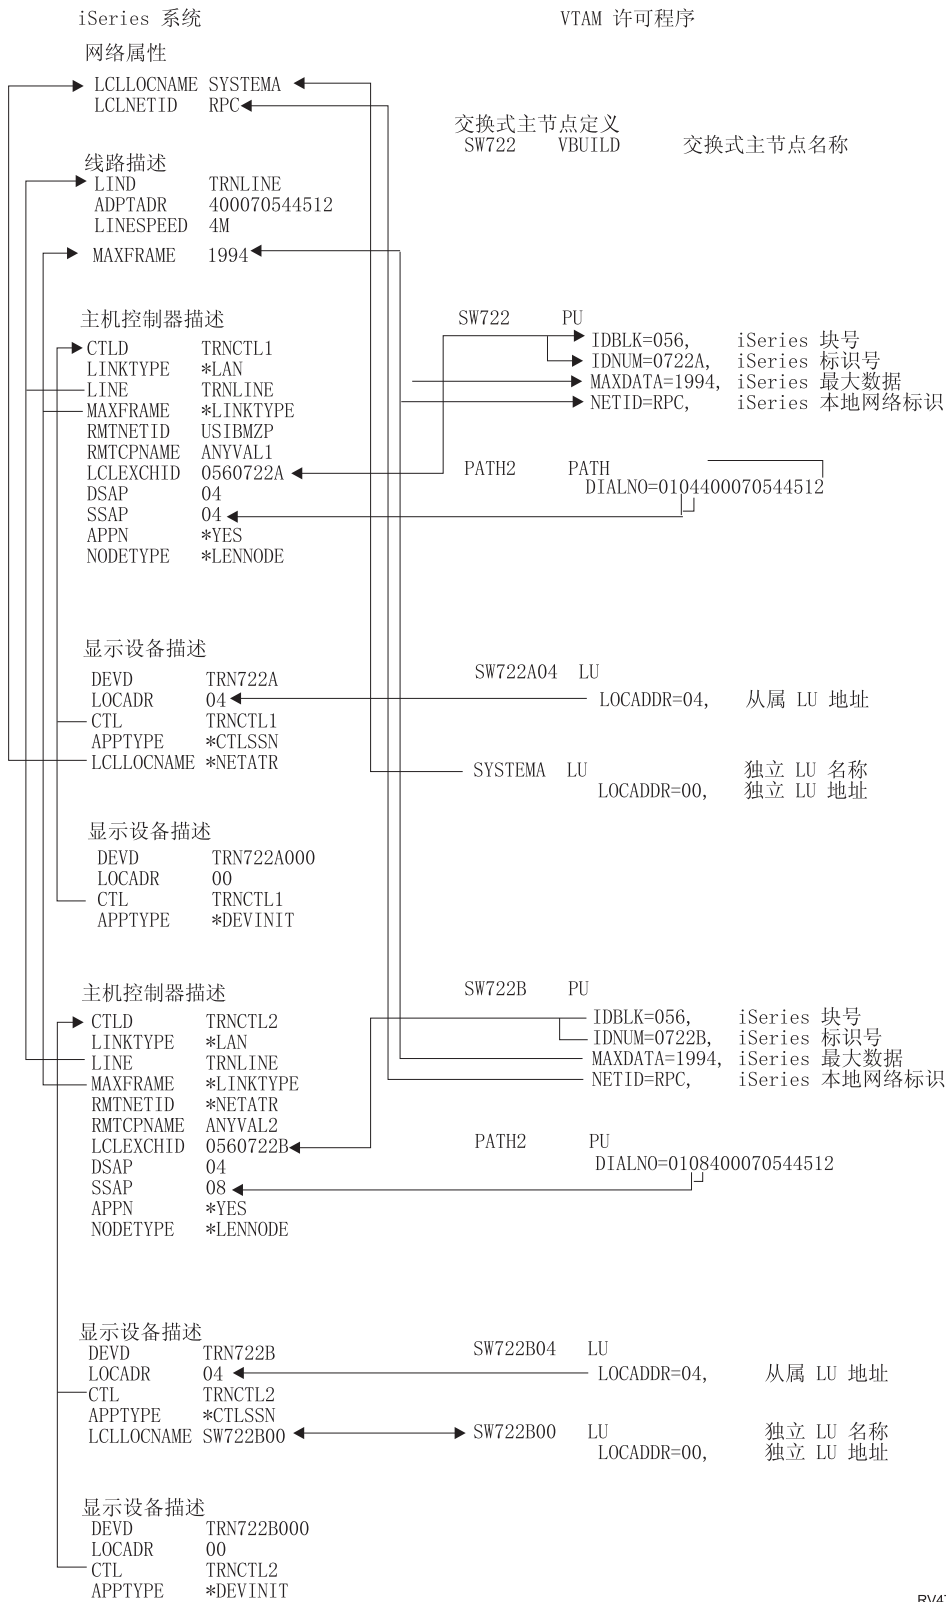 iSeries 系统 VTAM 许可程序
网络属性
LCLLOCNAME SYSTEMA
LCLNETID RPC
交换式主节点定义
SW722 VBUILD 交换式主节点名称
线路描述
LIND TRNLINE
ADPTADR 400070544512
LINESPEED 4M
MAXFRAME 1994
主机控制器描述 SW722 PU
CTLD TRNCTL1 IDBLK=056, iSeries 块号
LINKTYPE *LAN IDNUM=0722A, iSeries 标识号
LINE TRNLINE MAXDATA=1994, iSeries 最大数据
MAXFRAME *LINKTYPE NETID=RPC, iSeries 本地网络标识
RMTNETID USIBMZP
RMTCPNAME ANYVAL1
LCLEXCHID 0560722A PATH2 PATH
DSAP 04 DIALNO=0104400070544512
SSAP 04
APPN *YES
NODETYPE *LENNODE
显示设备描述
DEVD TRN722A SW722A04 LU
LOCADR 04 LOCADDR=04, 从属 LU 地址
CTL TRNCTL1
APPTYPE *CTLSSN
LCLLOCNAME *NETATR
SYSTEMA LU 独立 LU 名称
LOCADDR=00, 独立 LU 地址
显示设备描述
DEVD TRN722A000
LOCADR 00
CTL TRNCTL1
APPTYPE *DEVINIT
主机控制器描述 SW722B PU
CTLD TRNCTL2 IDBLK=056, iSeries 块号
LINKTYPE *LAN IDNUM=0722B, iSeries 标识号
LINE TRNLINE MAXDATA=1994, iSeries 最大数据
MAXFRAME *LINKTYPE NETID=RPC, iSeries 本地网络标识
RMTNETID *NETATR
RMTCPNAME ANYVAL2
LCLEXCHID 0560722B PATH2 PU
DSAP 04 DIALNO=0108400070544512
SSAP 08
APPN *YES
NODETYPE *LENNODE
显示设备描述
DEVD TRN722B SW722B04 LU
LOCADR 04 LOCADDR=04, 从属 LU 地址
CTL TRNCTL2
APPTYPE *CTLSSN
LCLLOCNAME SW722B00 SW722B00 LU 独立 LU 名称
LOCADDR=00, 独立 LU 地址
显示设备描述
DEVD TRN722B000
LOCADR 00
CTL TRNCTL2
APPTYPE *DEVINIT